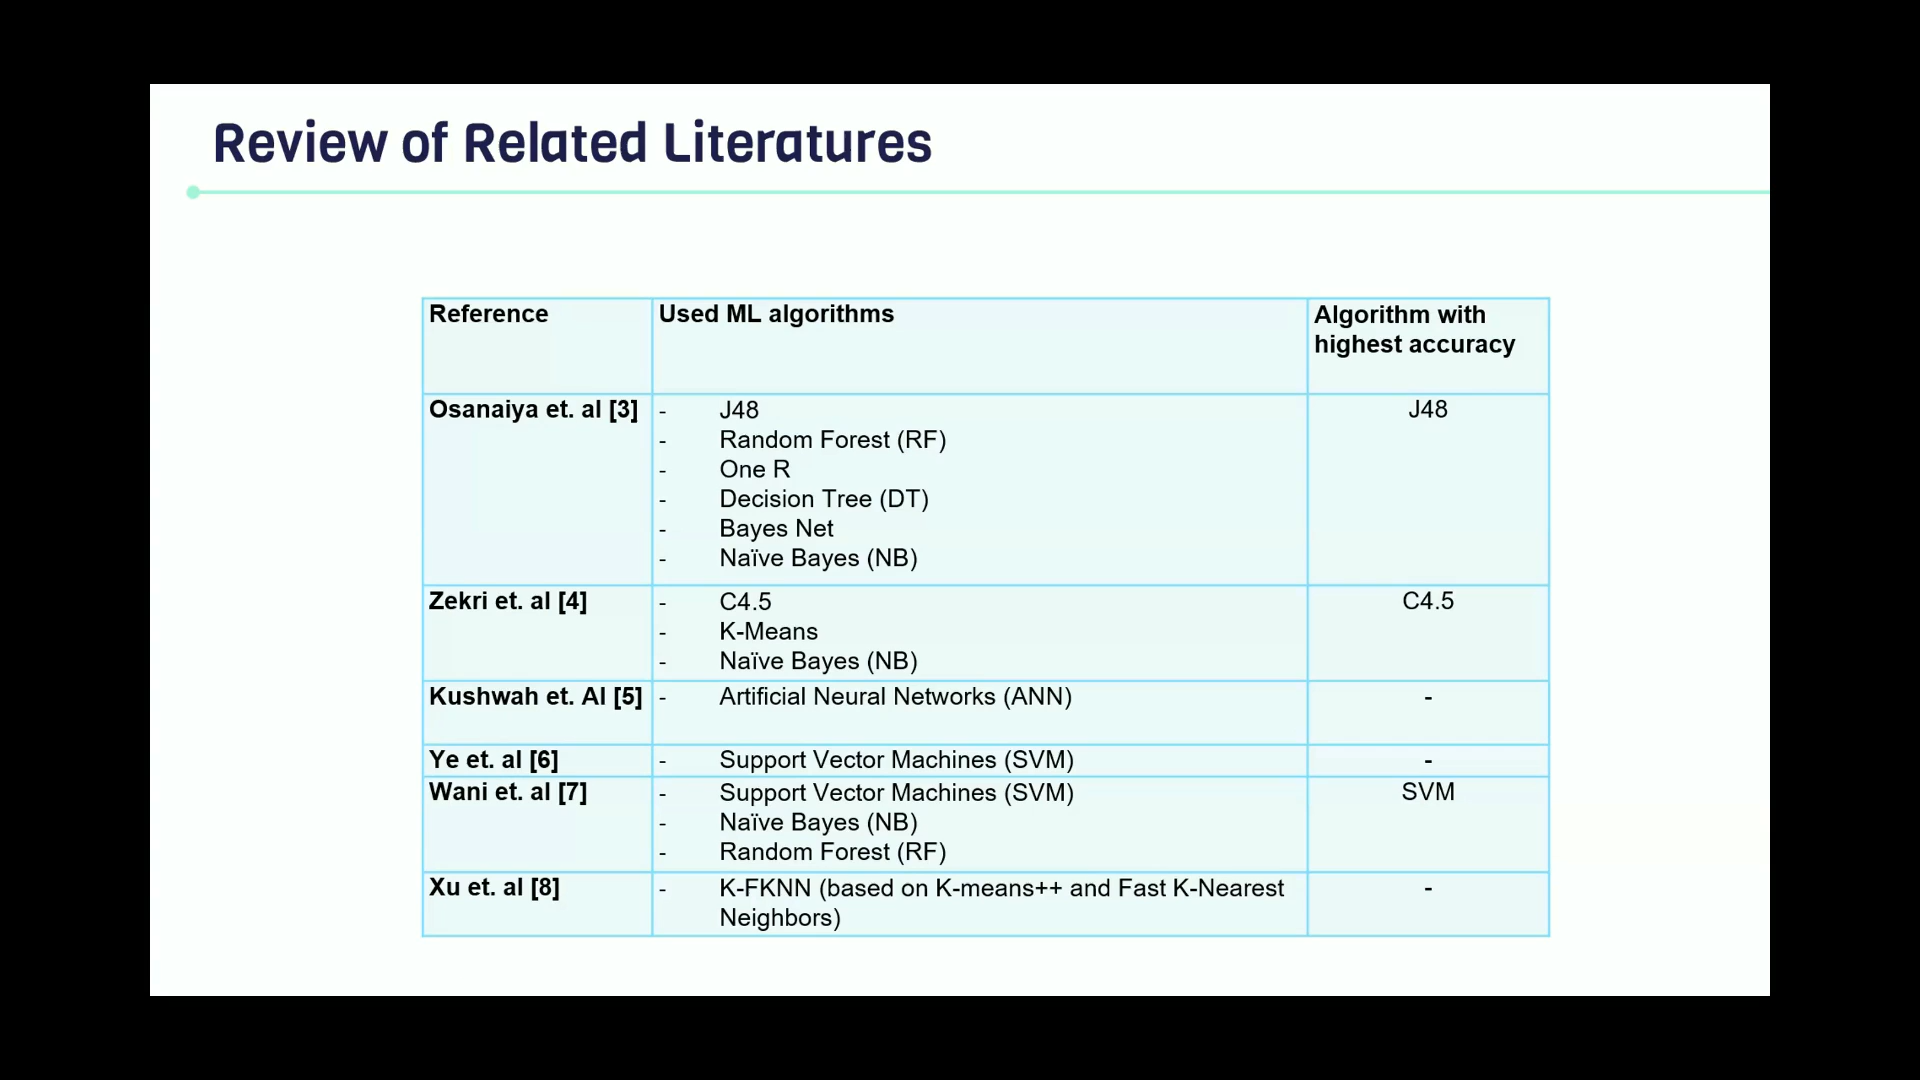 Review of Related Literatures
Reference
Used ML algorithms
Algorithm with
highest accuracy
Osanaiya et. al [3]
- J48
- Random Forest (RF)
- One R
- Decision Tree (DT)
- Bayes Net
- Naïve Bayes (NB)
J48
Zekri et. al [4]
- C4.5
- K-Means
- Naïve Bayes (NB)
C4.5
Kushwah et. Al [5]
- Artificial Neural Networks (ANN)
-
Ye et. al [6]
- Support Vector Machines (SVM)
-
Wani et. al [7]
- Support Vector Machines (SVM)
- Naïve Bayes (NB)
- Random Forest (RF)
SVM
Xu et. al [8]
- K-FKNN (based on K-means++ and Fast K-Nearest
Neighbors)
-